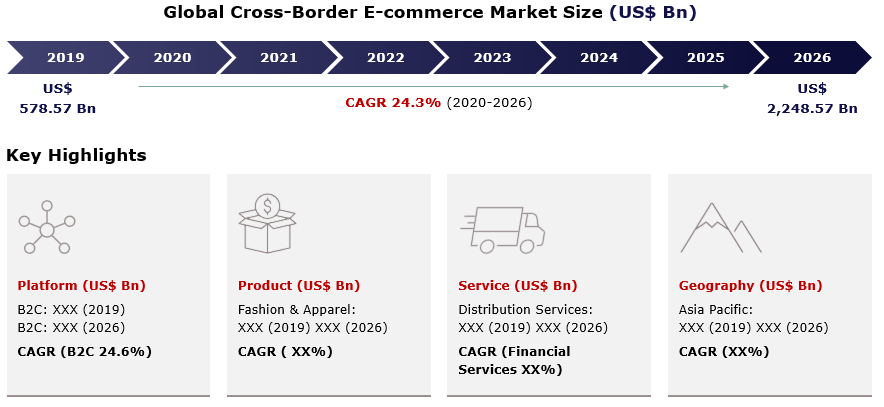 Global Cross-Border E-commerce Market Size (US$ Bn)
2019 2020 2021 2022 2023 2024 2025 2026
US$
578.57 Bn
CAGR 24.3% (2020-2026)
US$
2,248.57 Bn
Key Highlights
$
Platform (US$ Bn)
B2C: XXX (2019)
B2C: XXX (2026)
CAGR (B2C 24.6%)
Product (US$ Bn)
Fashion & Apparel:
XXX (2019) XXX (2026)
CAGR ( XX%)
Service (US$ Bn)
Distribution Services:
XXX (2019) XXX (2026)
CAGR (Financial
Services XX%)
Geography (US$ Bn)
Asia Pacific:
XXX (2019) XXX (2026)
CAGR (XX%)